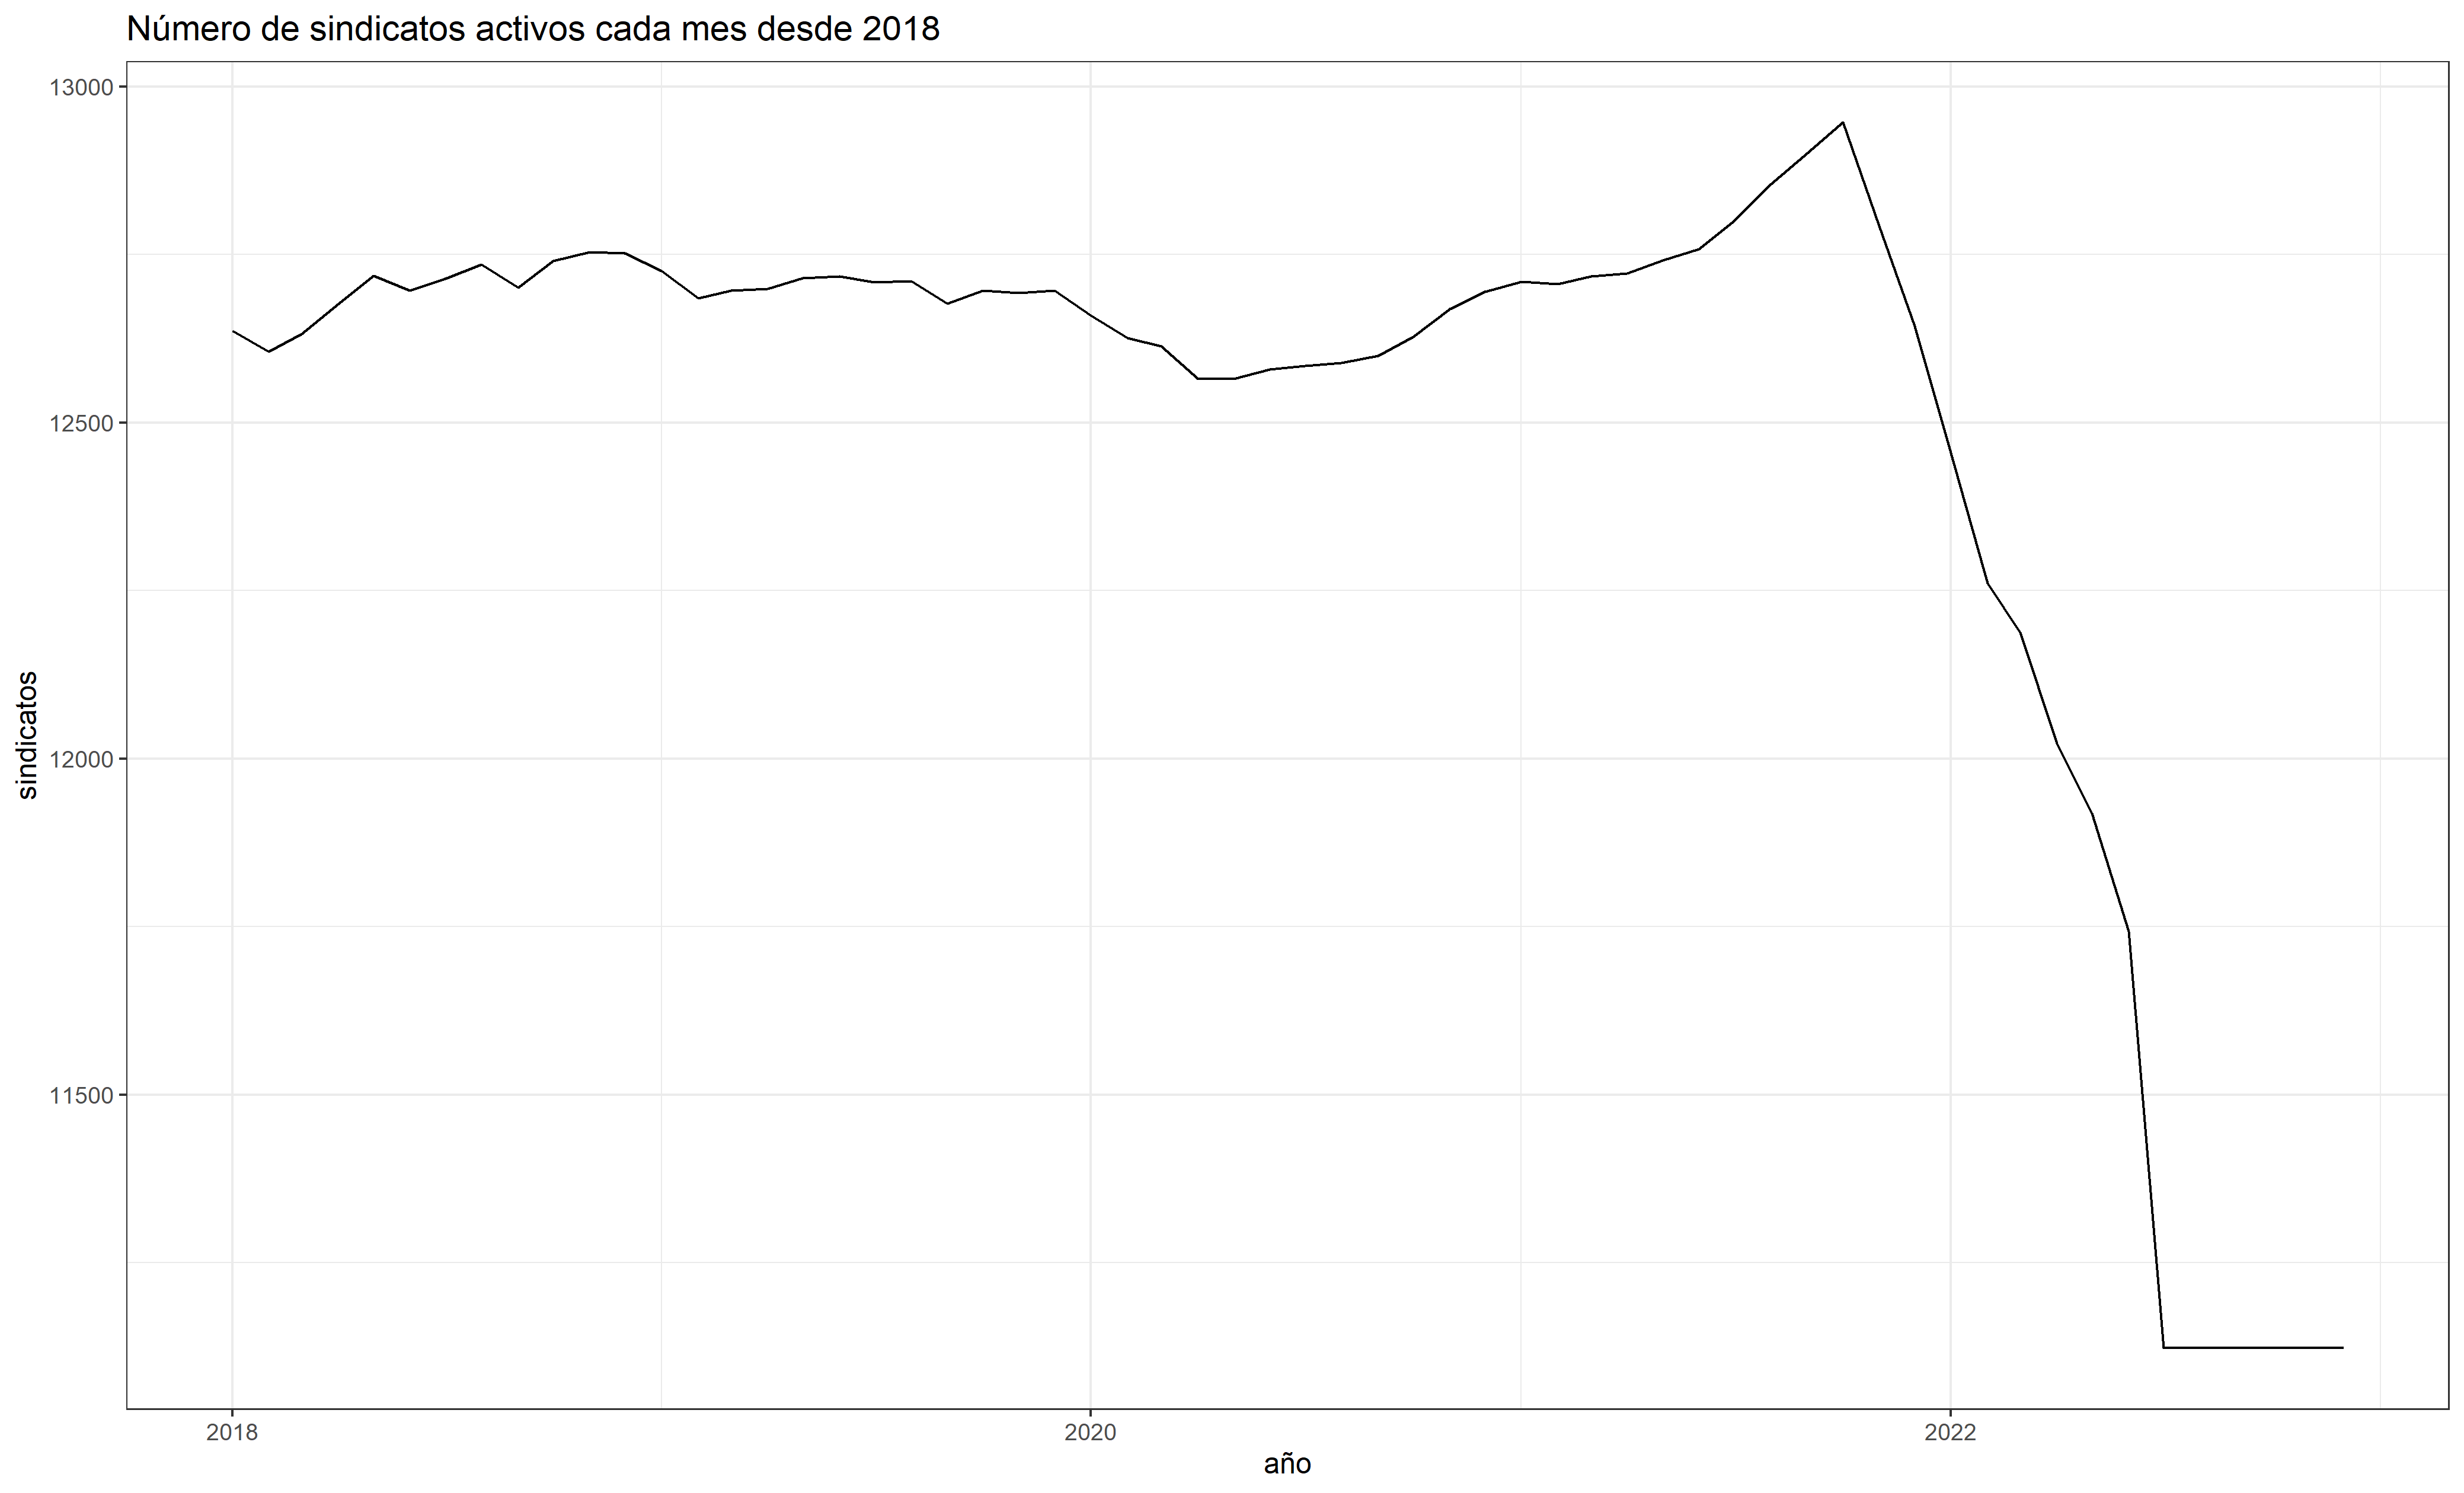 Número de sindicatos activos cada mes desde 2018
13000
12500
12000
11500
sindicatos
2018
2020
2022
año